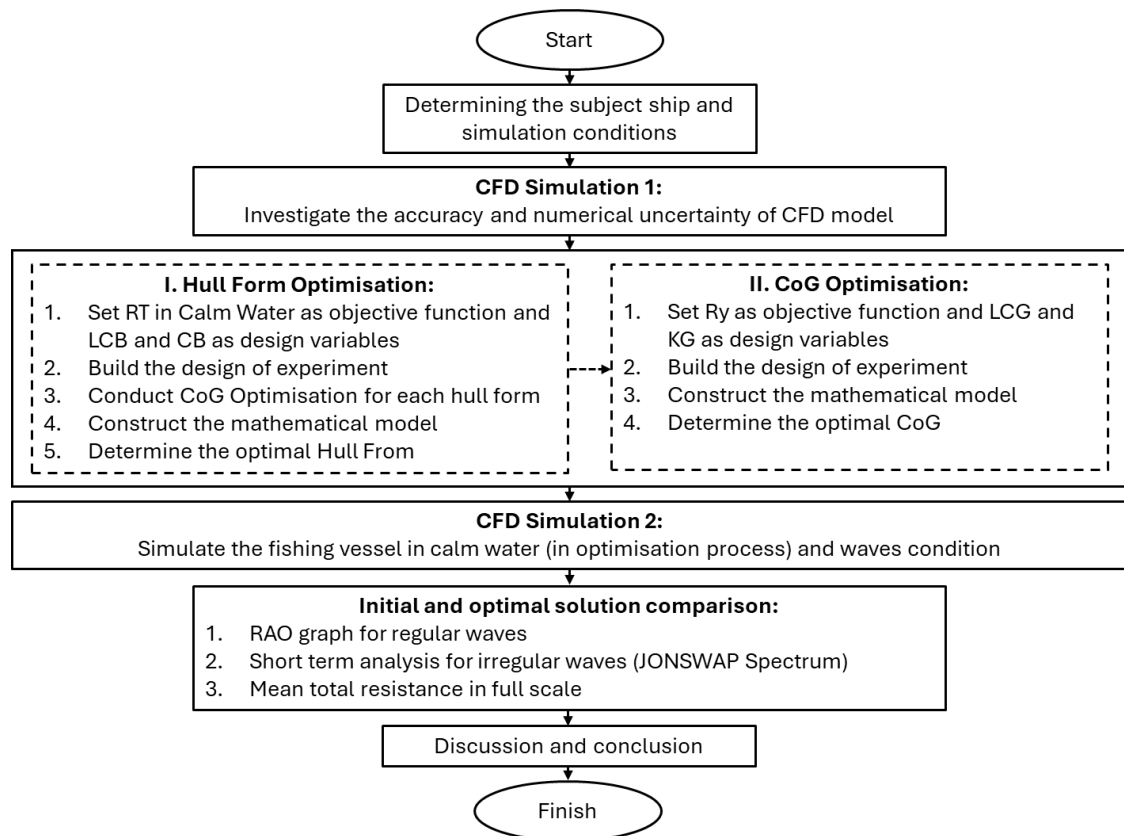 Start
Determining the subject ship and
simulation conditions
CFD Simulation 1:
Investigate the accuracy and numerical uncertainty of CFD model
I. Hull Form Optimisation:
1. Set RT in Calm Water as objective function and
LCB and CB as design variables
2. Build the design of experiment
3. Conduct CoG Optimisation for each hull form
4. Construct the mathematical model
5. Determine the optimal Hull From
II. CoG Optimisation:
1. Set Ry as objective function and LCG and
KG as design variables
2. Build the design of experiment
3. Construct the mathematical model
4. Determine the optimal CoG
CFD Simulation 2:
Simulate the fishing vessel in calm water (in optimisation process) and waves condition
Initial and optimal solution comparison:
1. RAO graph for regular waves
2. Short term analysis for irregular waves (JONSWAP Spectrum)
3. Mean total resistance in full scale
Discussion and conclusion
Finish